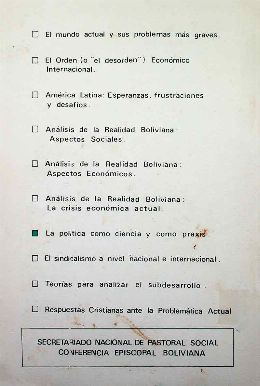 □ El mundo actual y sus problemas más graves.
□ El Orden (o "el desorden") Económico
Internacional.
□ América Latina: Esperanzas, frustraciones
y desafíos.
□ Análisis de la Realidad Boliviana:
Aspectos Sociales.
□ Análisis de la Realidad Boliviana:
Aspectos Económicos.
□ Análisis de la Realidad Boliviana:
La crisis económica actual.
■ La política como ciencia y como praxis
□ El sindicalismo a nivel nacional e internacional.
□ Teorías para analizar el subdesarrollo.
□ Respuestas Cristianas ante la Problemática Actual
SECRETARIADO NACIONAL DE PASTORAL SOCIAL
CONFERENCIA EPISCOPAL BOLIVIANA